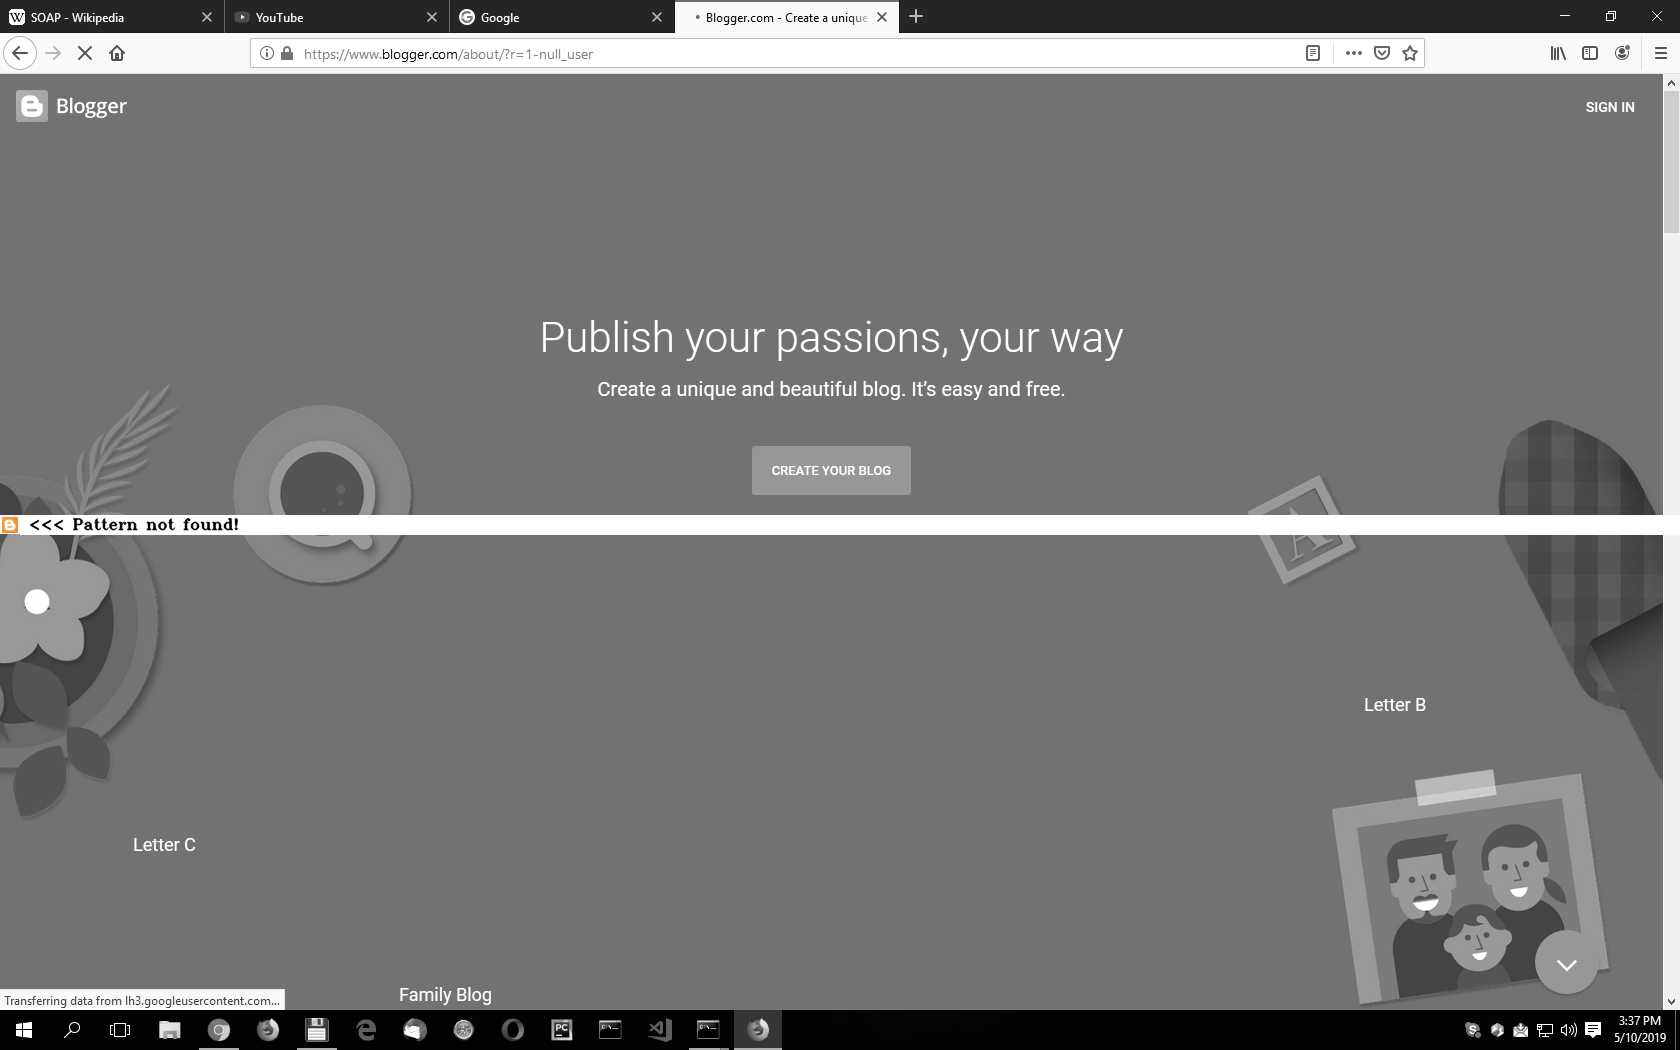 SOAP - Wikipedia
YouTube
Google
Blogger.com - Create a unique
https://www.blogger.com/about/?r=1-null_user
Blogger
SIGN IN
Publish your passions, your way
Create a unique and beautiful blog. It’s easy and free.
CREATE YOUR BLOG
A
<<< Pattern not found!
Letter B
Letter C
Family Blog
Transferring data from lh3.googleusercontent.com...
PC
3:37 PM
5/10/2019